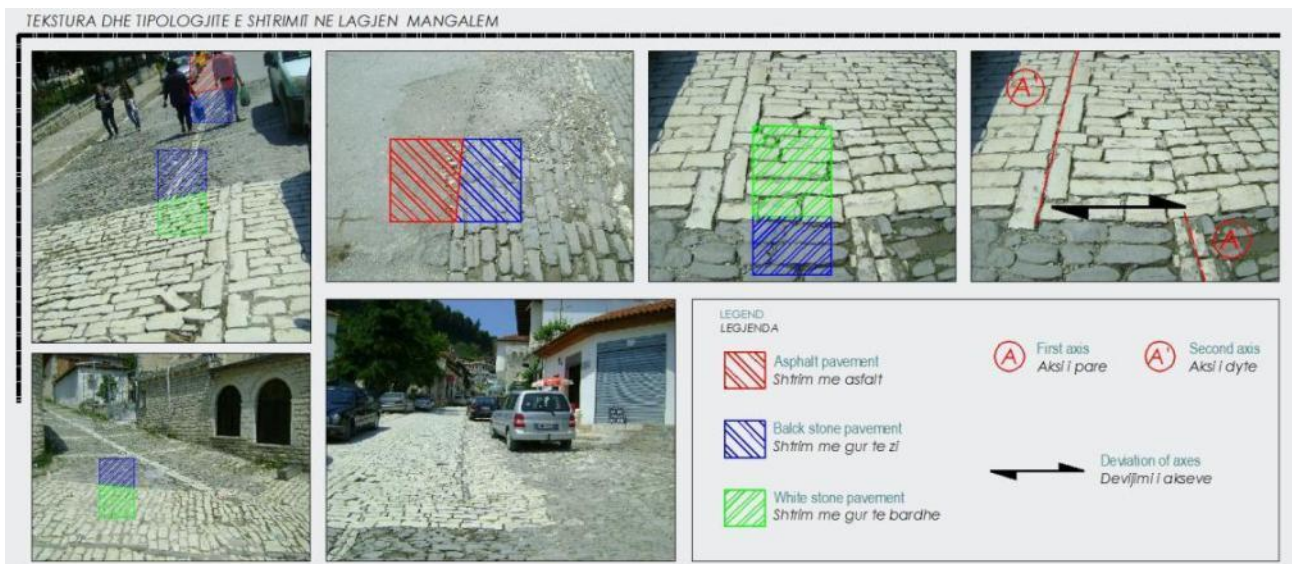 TEKSTURA DHE TIPOLOGJITE E SHTRIMIT NE LAGJEN MANGALEM
A'
A
LEGEND
LEGJENDA
Asphalt pavement
Shtrim me asfalt
Balck stone pavement
Shtrim me gur te zi
White stone pavement
Shtrim me gur te bardhe
A
First axis
Aksi i pare
A'
Second axis
Aksi i dyte
Deviation of axes
Devijimi i akseve